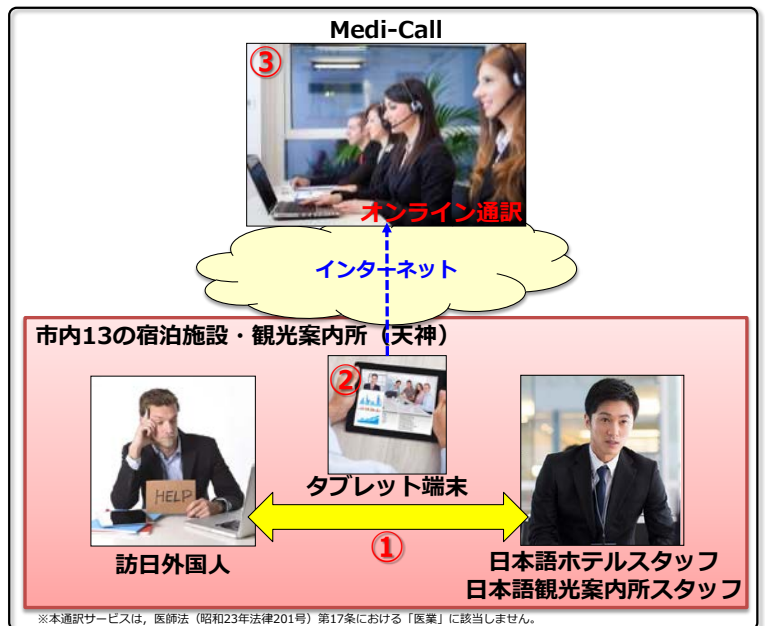 Medi-Call
③
オンライン通訳
インターネット
市内13の宿泊施設・観光案内所（天神）
②
HELP
タブレット端末
①
訪日外国人
日本語ホテルスタッフ
日本語観光案内所スタッフ
※本通訳サービスは，医師法（昭和23年法律201号）第17条における「医業」に該当しません。